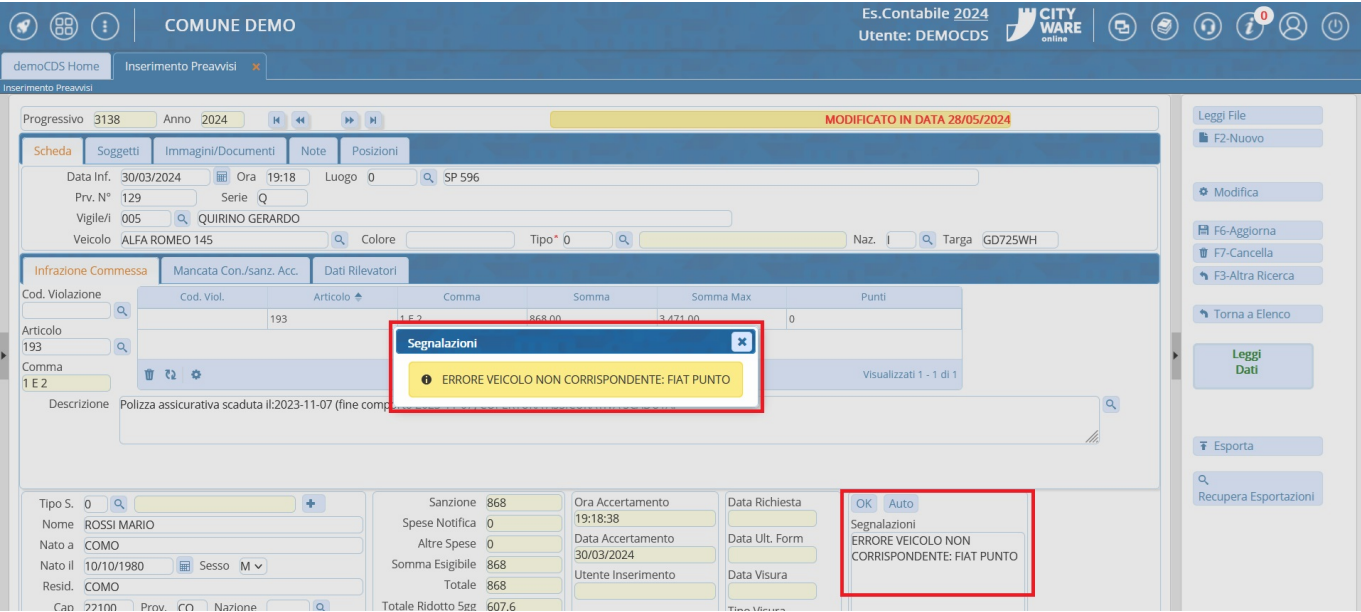 COMUNE DEMO
Es.Contabile 2024
Utente: DEMOCDS
CITY
WARE
online
0
demoCDS Home Inserimento Preavvisi ×
Inserimento Preavvisi
Progressivo 3138 Anno 2024 MODIFICATO IN DATA 28/05/2024
Scheda Soggetti Immagini/Documenti Note Posizioni
Data Inf. 30/03/2024 Ora 19:18 Luogo 0 SP 596
Prv. N° 129 Serie Q
Vigile/i 005 QUIRINO GERARDO
Veicolo ALFA ROMEO 145 Colore Tipo* 0 Naz. I Targa GD725WH
Infrazione Commessa Mancata Con./sanz. Acc. Dati Rilevatori
Cod. Violazione
Cod. Viol. Articolo Comma Somma Somma Max Punti
193 1 E 2 868.00 3.471.00 0
Articolo
193
Comma
1 E 2
Visualizzati 1 - 1 di 1
Segnalazioni
ERRORE VEICOLO NON CORRISPONDENTE: FIAT PUNTO
Descrizione Polizza assicurativa scaduta il:2023-11-07 (fine comp
Tipo S. 0
Nome ROSSI MARIO
Nato a COMO
Nato il 10/10/1980 Sesso M
Resid. COMO
Cap 22100 Prov. CO Nazione
Sanzione 868
Spese Notifica 0
Altre Spese 0
Somma Esigibile 868
Totale 868
Totale Ridotto 5gg 607.6
Ora Accertamento
19:18:38
Data Accertamento
30/03/2024
Utente Inserimento
Data Richiesta
Data Ult. Form
Data Visura
Tipo Visura
OK Auto
Segnalazioni
ERRORE VEICOLO NON
CORRISPONDENTE: FIAT PUNTO
Leggi File
F2-Nuovo
Modifica
F6-Aggiorna
F7-Cancella
F3-Altra Ricerca
Torna a Elenco
Leggi
Dati
Esporta
Recupera Esportazioni